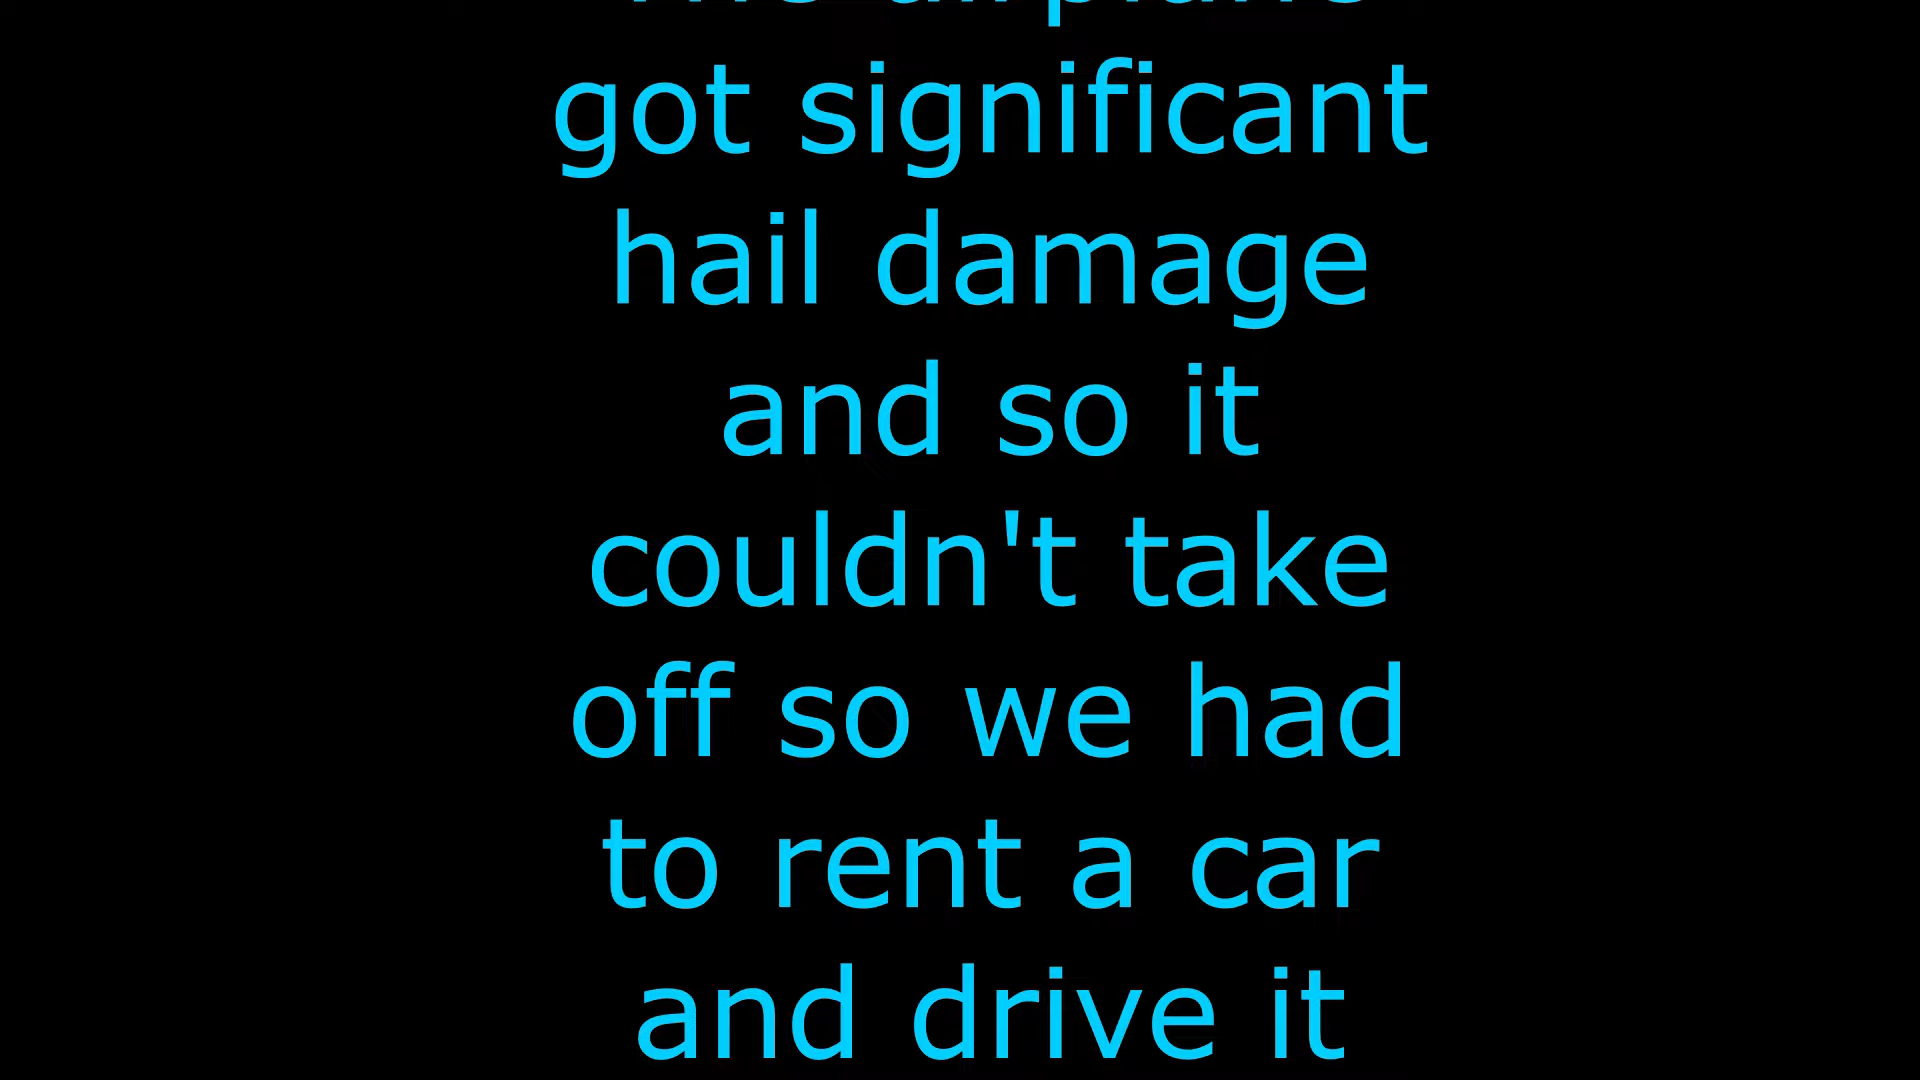 airplane
got significant
hail damage
and so it
couldn't take
off so we had
to rent a car
and drive it